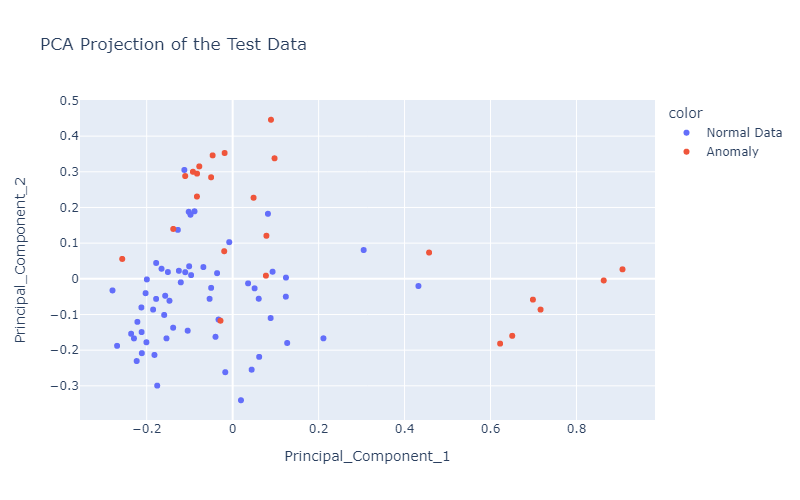 PCA Projection of the Test Data
color
Normal Data
Anomaly
Principal_Component_2
0.5
0.4
0.3
0.2
0.1
0
−0.1
−0.2
−0.3
−0.2
0
0.2
0.4
0.6
0.8
Principal_Component_1